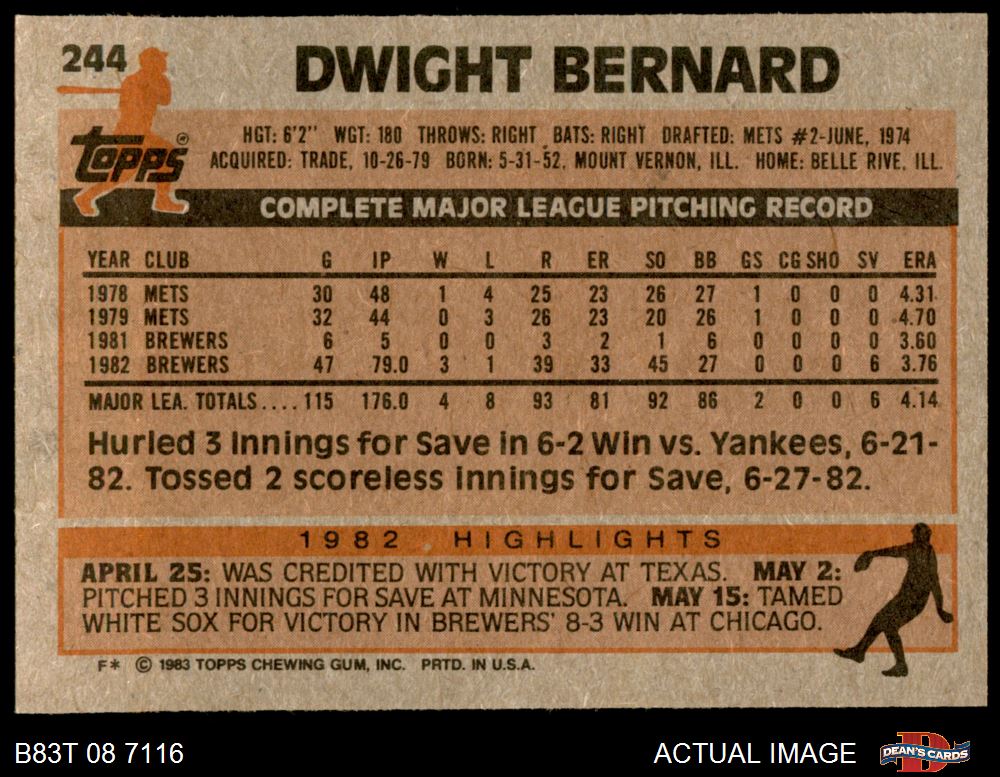 244
DWIGHT BERNARD
topps®
HGT: 6'2" WGT: 180 THROWS: RIGHT BATS: RIGHT DRAFTED: METS #2-JUNE, 1974
ACQUIRED: TRADE, 10-26-79 BORN: 5-31-52, MOUNT VERNON, ILL. HOME: BELLE RIVE, ILL.
COMPLETE MAJOR LEAGUE PITCHING RECORD
YEAR CLUB G IP W L R ER SO BB GS CG SHO SV ERA
1978 METS 30 48 1 4 25 23 26 27 1 0 0 0 4.31
1979 METS 32 44 0 3 26 23 20 26 1 0 0 0 4.70
1981 BREWERS 6 5 0 0 3 2 1 6 0 0 0 0 3.60
1982 BREWERS 47 79.0 3 1 39 33 45 27 0 0 0 6 3.76
MAJOR LEA. TOTALS.... 115 176.0 4 8 93 81 92 86 2 0 0 6 4.14
Hurled 3 Innings for Save in 6-2 Win vs. Yankees, 6-21-
82. Tossed 2 scoreless innings for Save, 6-27-82.
1982 HIGHLIGHTS
APRIL 25: WAS CREDITED WITH VICTORY AT TEXAS. MAY 2:
PITCHED 3 INNINGS FOR SAVE AT MINNESOTA. MAY 15: TAMED
WHITE SOX FOR VICTORY IN BREWERS' 8-3 WIN AT CHICAGO.
F* © 1983 TOPPS CHEWING GUM, INC. PRTD. IN U.S.A.
B83T 08 7116 ACTUAL IMAGE DEAN'S CARDS